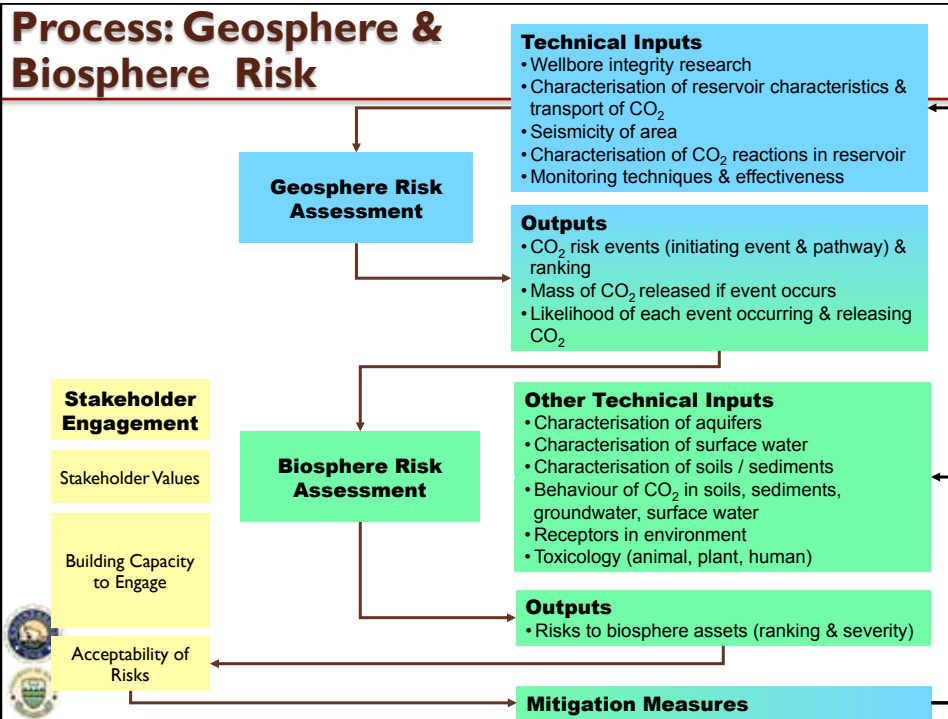 Process: Geosphere &
Biosphere Risk
Technical Inputs
• Wellbore integrity research
• Characterisation of reservoir characteristics &
transport of CO₂
• Seismicity of area
• Characterisation of CO₂ reactions in reservoir
• Monitoring techniques & effectiveness
Geosphere Risk
Assessment
Outputs
• CO₂ risk events (initiating event & pathway) &
ranking
• Mass of CO₂ released if event occurs
• Likelihood of each event occurring & releasing
CO₂
Stakeholder
Engagement
Stakeholder Values
Building Capacity
to Engage
Acceptability of
Risks
Biosphere Risk
Assessment
Other Technical Inputs
• Characterisation of aquifers
• Characterisation of surface water
• Characterisation of soils / sediments
• Behaviour of CO₂ in soils, sediments,
groundwater, surface water
• Receptors in environment
• Toxicology (animal, plant, human)
Outputs
• Risks to biosphere assets (ranking & severity)
Mitigation Measures